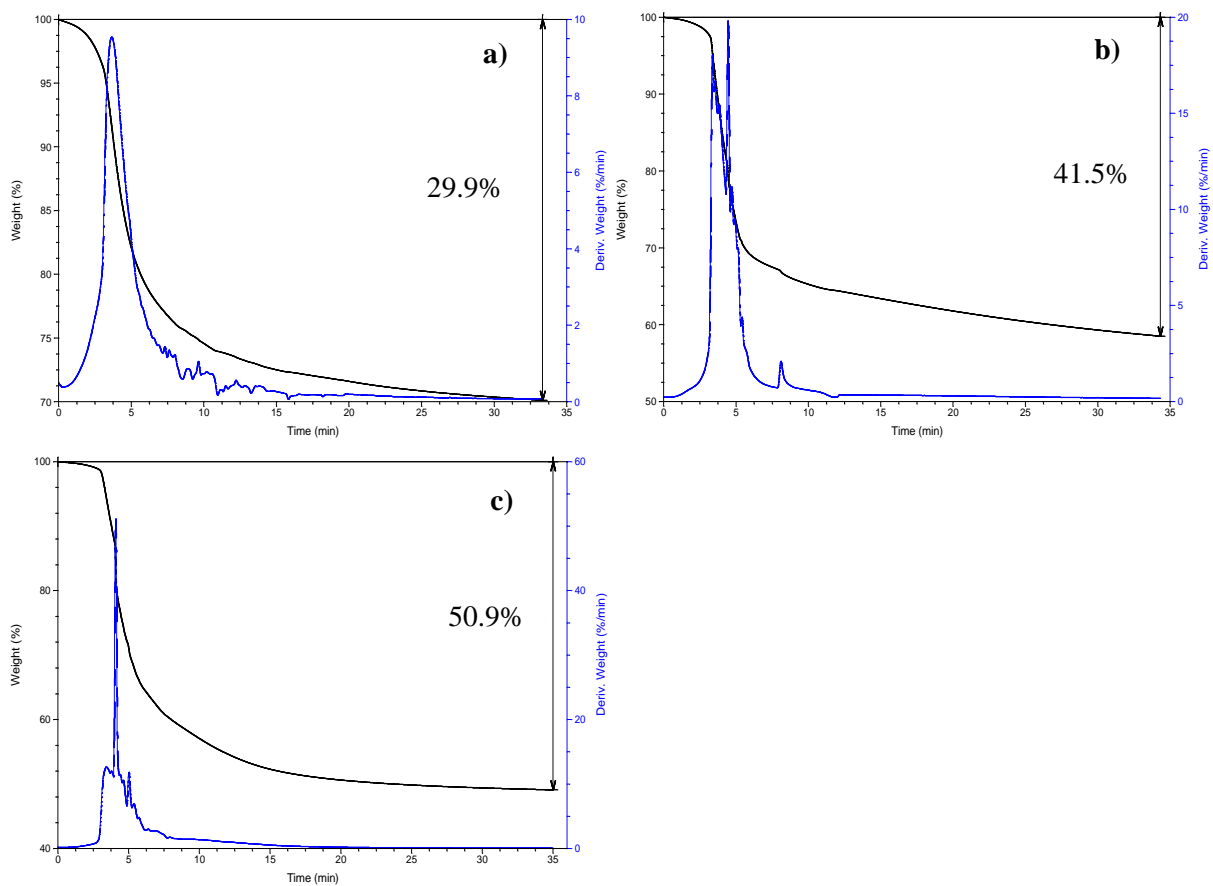 a)
29.9%
Weight (%)
100
95
90
85
80
75
70
Deriv. Weight (%/min)
10
8
6
4
2
0
0 5 10 15 20 25 30 35
Time (min)
b)
41.5%
Weight (%)
100
90
80
70
60
50
Deriv. Weight (%/min)
20
15
10
5
0
0 5 10 15 20 25 30 35
Time (min)
c)
50.9%
Weight (%)
100
80
60
40
Deriv. Weight (%/min)
60
40
20
0
0 5 10 15 20 25 30 35
Time (min)